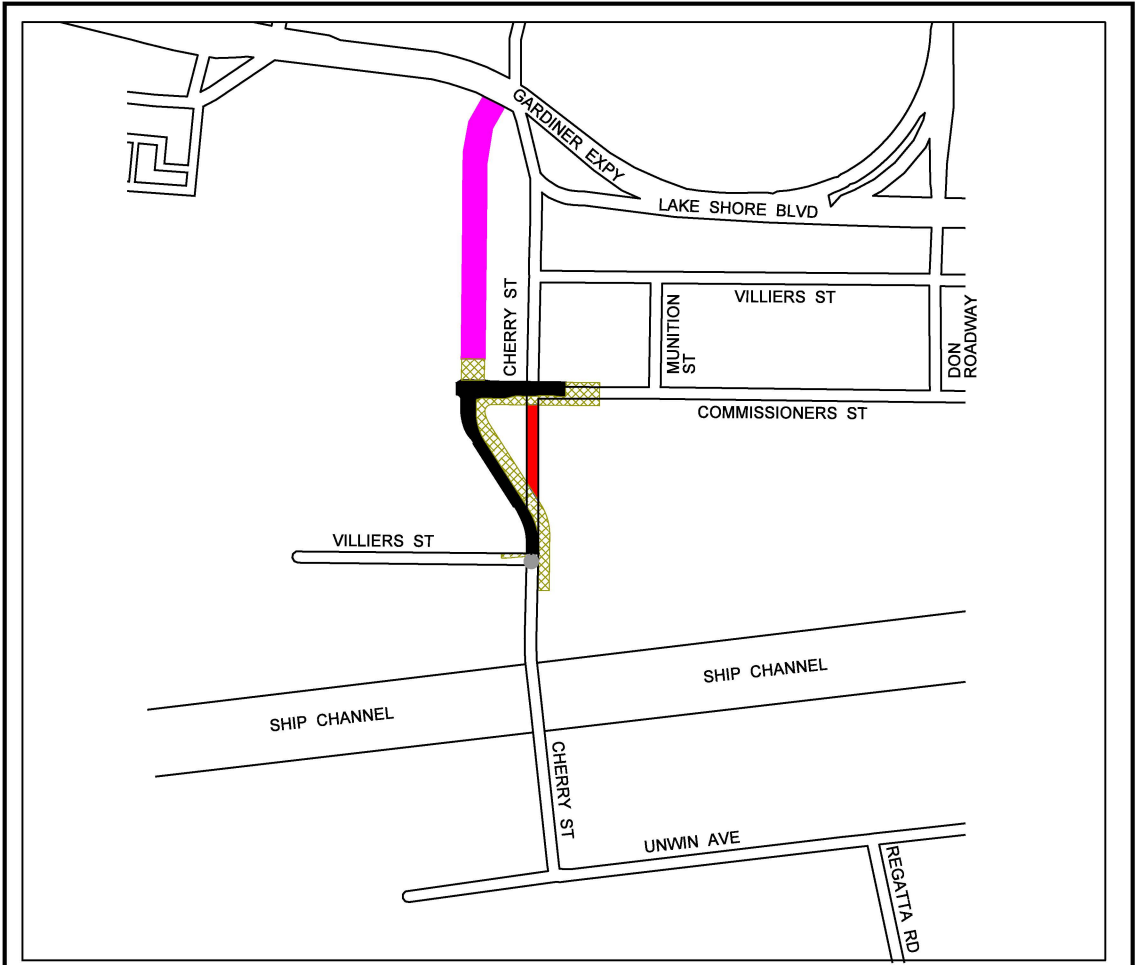 GARDINER EXPY
LAKE SHORE BLVD
CHERRY ST
VILLIERS ST
MUNITION
ST
DON
ROADWAY
COMMISSIONERS ST
VILLIERS ST
SHIP CHANNEL
SHIP CHANNEL
CHERRY ST
UNWIN AVE
REGATTA RD